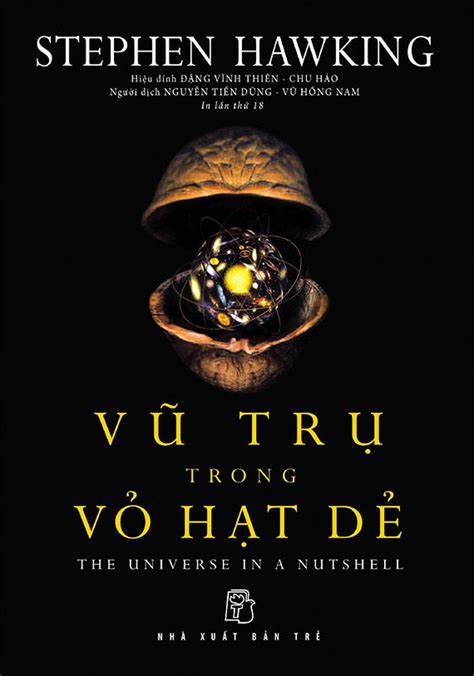 STEPHEN HAWKING
Hiệu đính ĐẶNG VĨNH THIÊN - CHU HẢO
Người dịch NGUYỄN TIẾN DŨNG - VŨ HỒNG NAM
In lần thứ 18
VŨ TRỤ
TRONG
VỎ HẠT DẺ
THE UNIVERSE IN A NUTSHELL
NHÀ XUẤT BẢN TRẺ